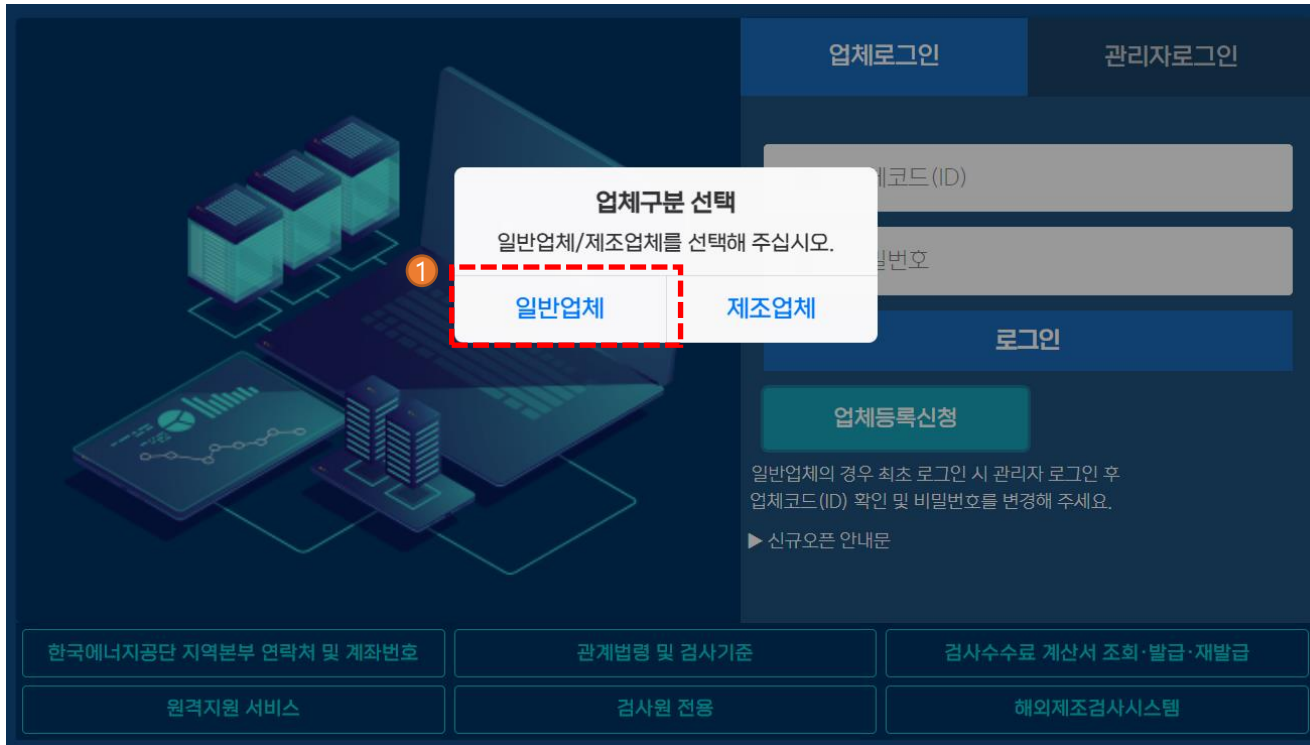 업체로그인
관리자로그인
체코드(ID)
업체구분 선택
일반업체/제조업체를 선택해 주십시오.
밀번호
1
일반업체
제조업체
로그인
업체등록신청
일반업체의 경우 최초 로그인 시 관리자 로그인 후
업체코드(ID) 확인 및 비밀번호를 변경해 주세요.
▶ 신규오픈 안내문
한국에너지공단 지역본부 연락처 및 계좌번호
관계법령 및 검사기준
검사수수료 계산서 조회·발급·재발급
원격지원 서비스
검사원 전용
해외제조검사시스템